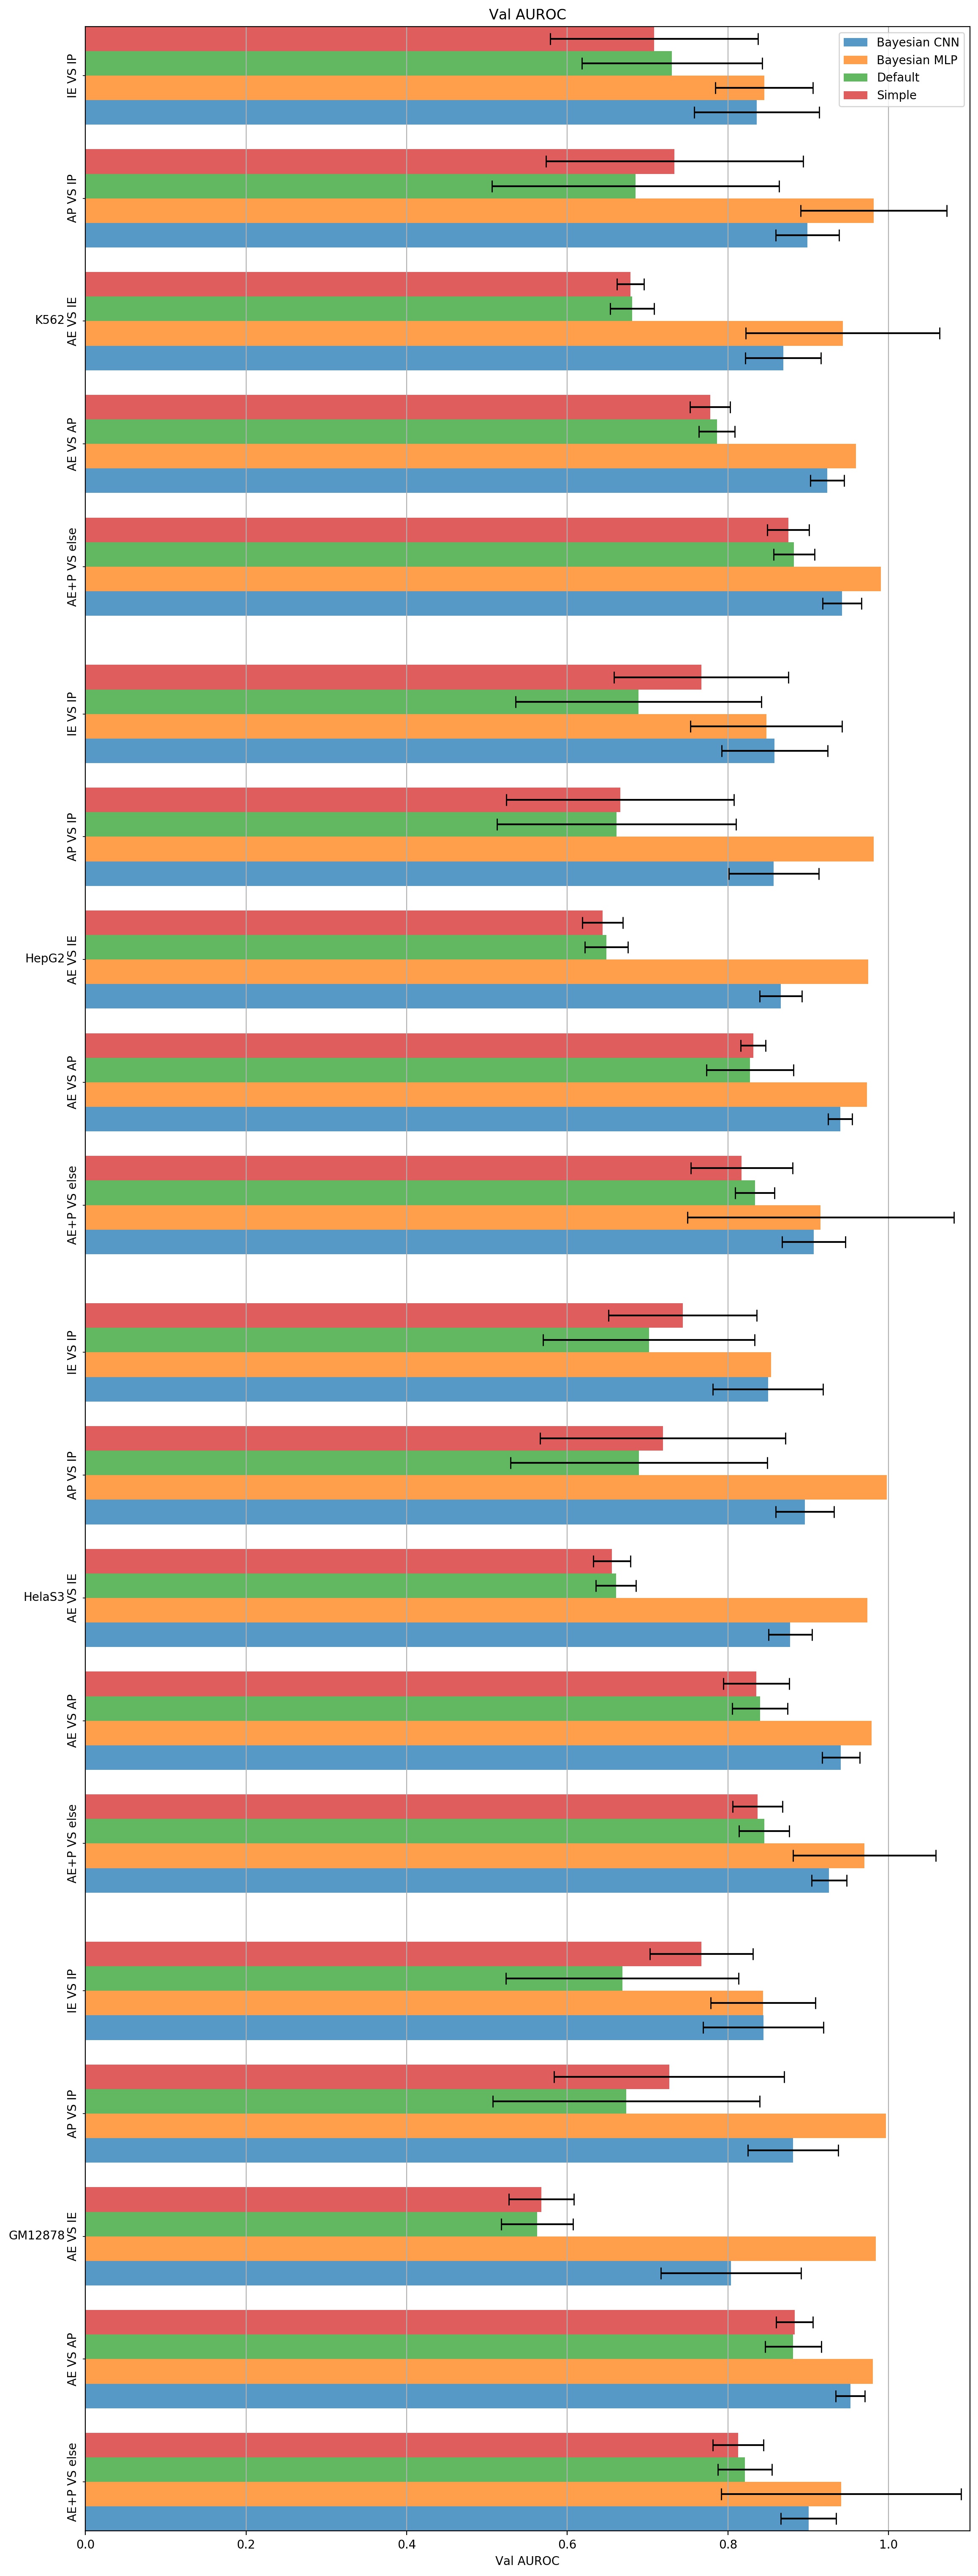 Val AUROC
Bayesian CNN
Bayesian MLP
Default
Simple
IE VS IP
AP VS IP
K562
AE VS IE
AE VS AP
AE+P VS else
IE VS IP
AP VS IP
HepG2
AE VS IE
AE VS AP
AE+P VS else
IE VS IP
AP VS IP
HelaS3
AE VS IE
AE VS AP
AE+P VS else
IE VS IP
AP VS IP
GM12878
AE VS IE
AE VS AP
AE+P VS else
0.0 0.2 0.4 0.6 0.8 1.0
Val AUROC